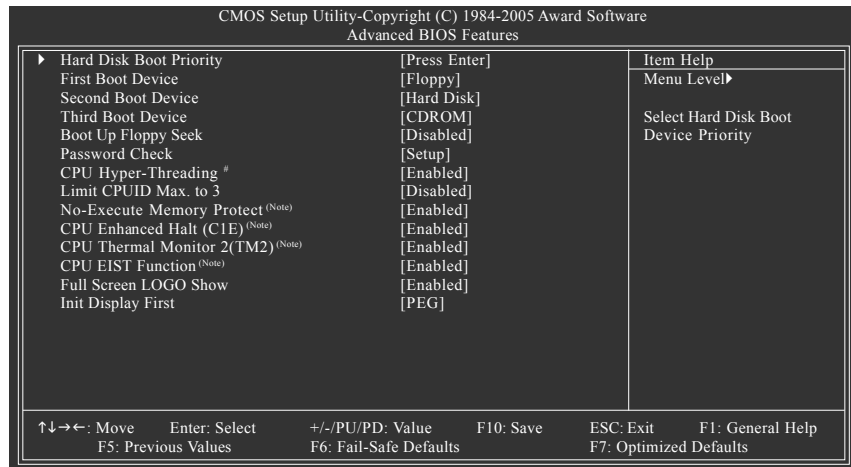 CMOS Setup Utility-Copyright (C) 1984-2005 Award Software
Advanced BIOS Features
Hard Disk Boot Priority [Press Enter] Item Help
First Boot Device [Floppy] Menu Level
Second Boot Device [Hard Disk]
Third Boot Device [CDROM] Select Hard Disk Boot
Boot Up Floppy Seek [Disabled] Device Priority
Password Check [Setup]
CPU Hyper-Threading # [Enabled]
Limit CPUID Max. to 3 [Disabled]
No-Execute Memory Protect (Note) [Enabled]
CPU Enhanced Halt (C1E) (Note) [Enabled]
CPU Thermal Monitor 2(TM2) (Note) [Enabled]
CPU EIST Function (Note) [Enabled]
Full Screen LOGO Show [Enabled]
Init Display First [PEG]
↑↓→←: Move Enter: Select +/-/PU/PD: Value F10: Save ESC: Exit F1: General Help
F5: Previous Values F6: Fail-Safe Defaults F7: Optimized Defaults